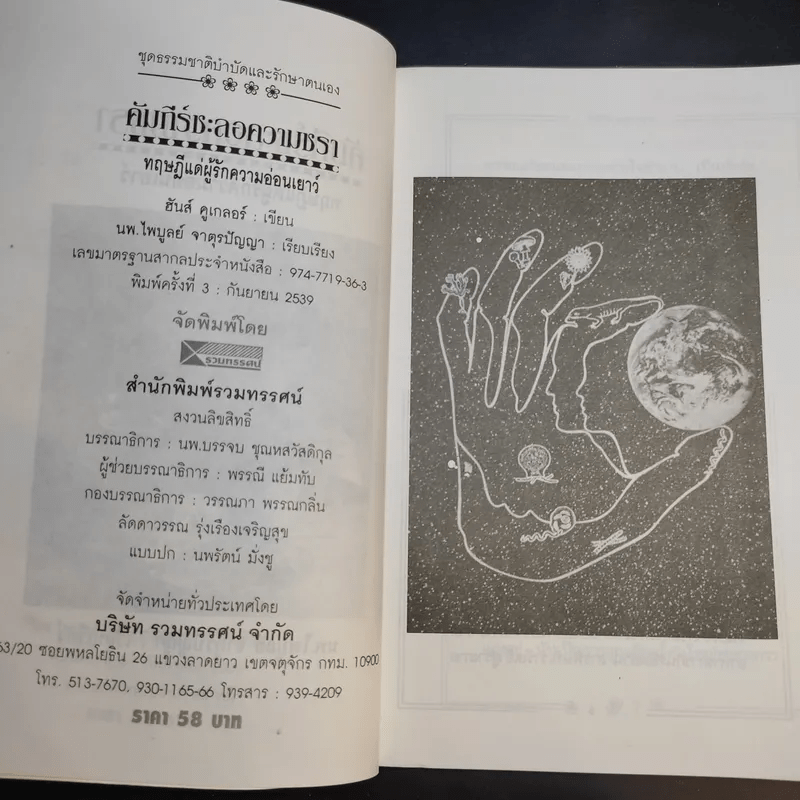 ชุดธรรมชาติบำบัดและรักษาตนเอง
คัมภีร์ชะลอความชรา
ทฤษฎีแด่ผู้รักความอ่อนเยาว์
ฮันส์ คูเกลอร์ : เขียน
นพ.ไพบูลย์ จาตุรปัญญา : เรียบเรียง
เลขมาตรฐานสากลประจำหนังสือ : 974-7719-36-3
พิมพ์ครั้งที่ 3 : กันยายน 2539
จัดพิมพ์โดย
รวมทรรศน์
สำนักพิมพ์รวมทรรศน์
สงวนลิขสิทธิ์
บรรณาธิการ : นพ.บรรจบ ชุณหสวัสดิกุล
ผู้ช่วยบรรณาธิการ : พรรณี แย้มทับ
กองบรรณาธิการ : วรรณภา พรรณกลิ่น
ลัดดาวรรณ รุ่งเรืองเจริญสุข
แบบปก : นพรัตน์ มั่งชู
จัดจำหน่ายทั่วประเทศโดย
บริษัท รวมทรรศน์ จำกัด
63/20 ซอยพหลโยธิน 26 แขวงลาดยาว เขตจตุจักร กทม. 10900
โทร. 513-7670, 930-1165-66 โทรสาร : 939-4209
ราคา 58 บาท